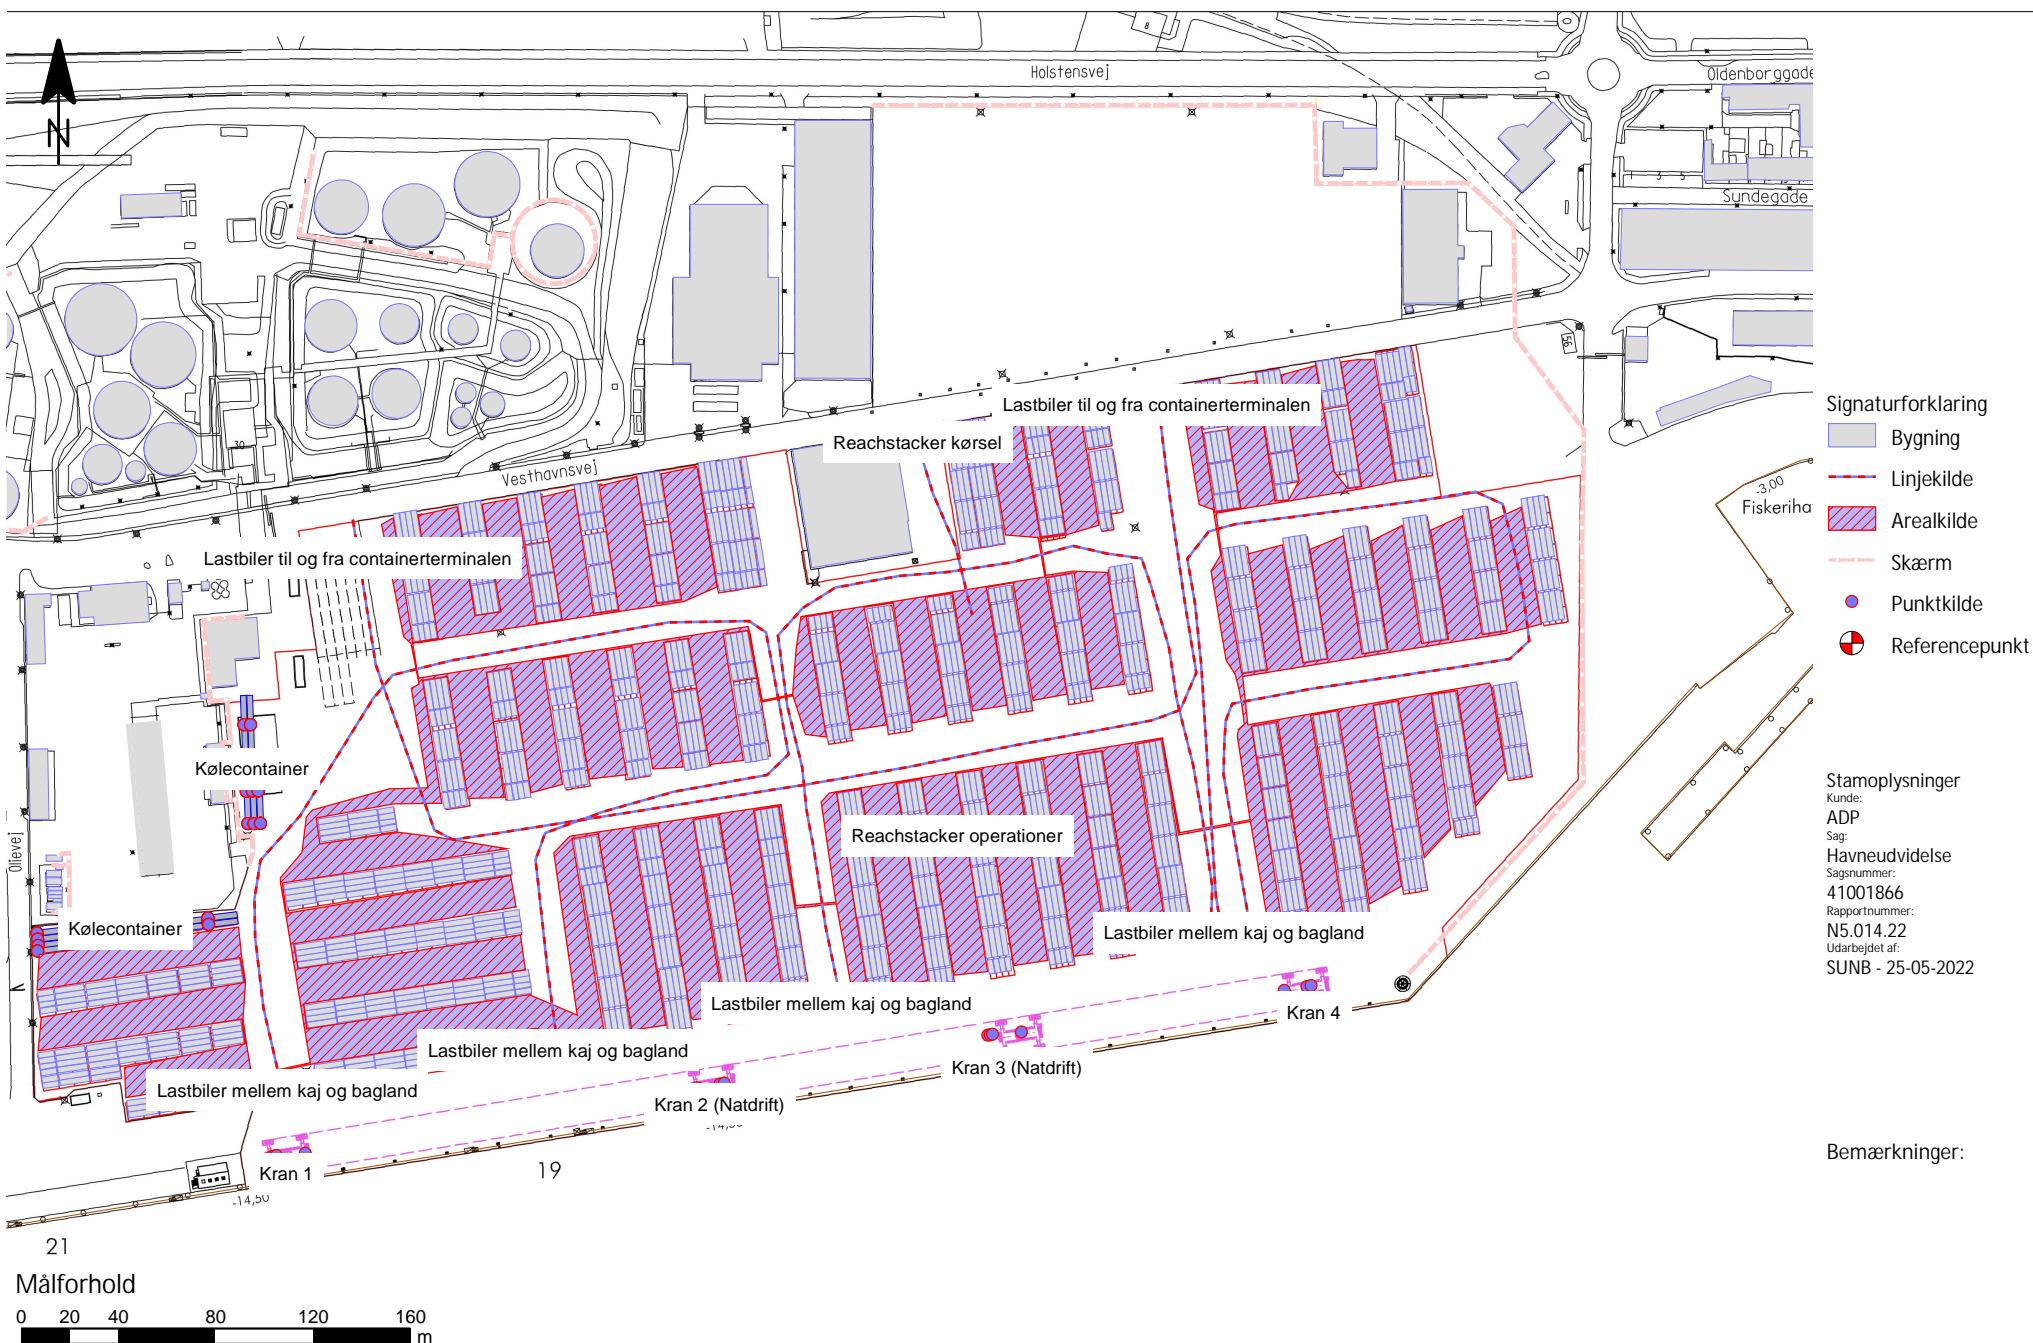 8
Holstensvej
Oldenborggade
N
Sundegade
56
Lastbiler til og fra containerterminalen
Reachstacker kørsel
30
Vesthavnsvej
-3,00
Fiskeriha
Lastbiler til og fra containerterminalen
Kølecontainer
Reachstacker operationer
Olievej
Kølecontainer
Lastbiler mellem kaj og bagland
Lastbiler mellem kaj og bagland
Kran 4
Lastbiler mellem kaj og bagland
Kran 3 (Natdrift)
Lastbiler mellem kaj og bagland
Kran 2 (Natdrift)
Kran 1
19
-14,50
21
Signaturforklaring
Bygning
Linjekilde
Arealkilde
Skærm
Punktkilde
Referencepunkt
Stamoplysninger
Kunde:
ADP
Sag:
Havneudvidelse
Sagsnummer:
41001866
Rapportnummer:
N5.014.22
Udarbejdet af:
SUNB - 25-05-2022
Bemærkninger:
Målforhold
0 20 40 80 120 160
m